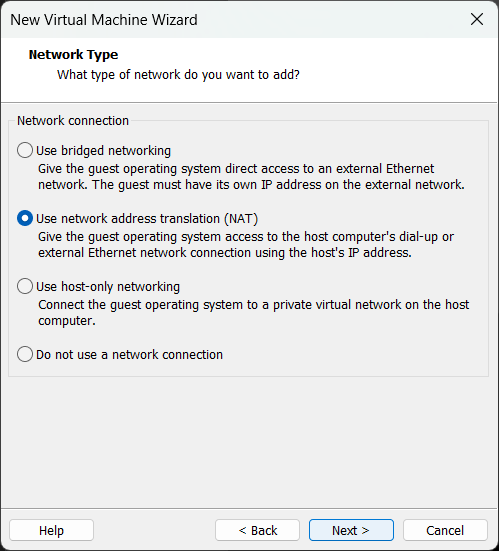 New Virtual Machine Wizard
Network Type
What type of network do you want to add?
Network connection
Use bridged networking
Give the guest operating system direct access to an external Ethernet
network. The guest must have its own IP address on the external network.
Use network address translation (NAT)
Give the guest operating system access to the host computer's dial-up or
external Ethernet network connection using the host's IP address.
Use host-only networking
Connect the guest operating system to a private virtual network on the host
computer.
Do not use a network connection
Help
< Back
Next >
Cancel